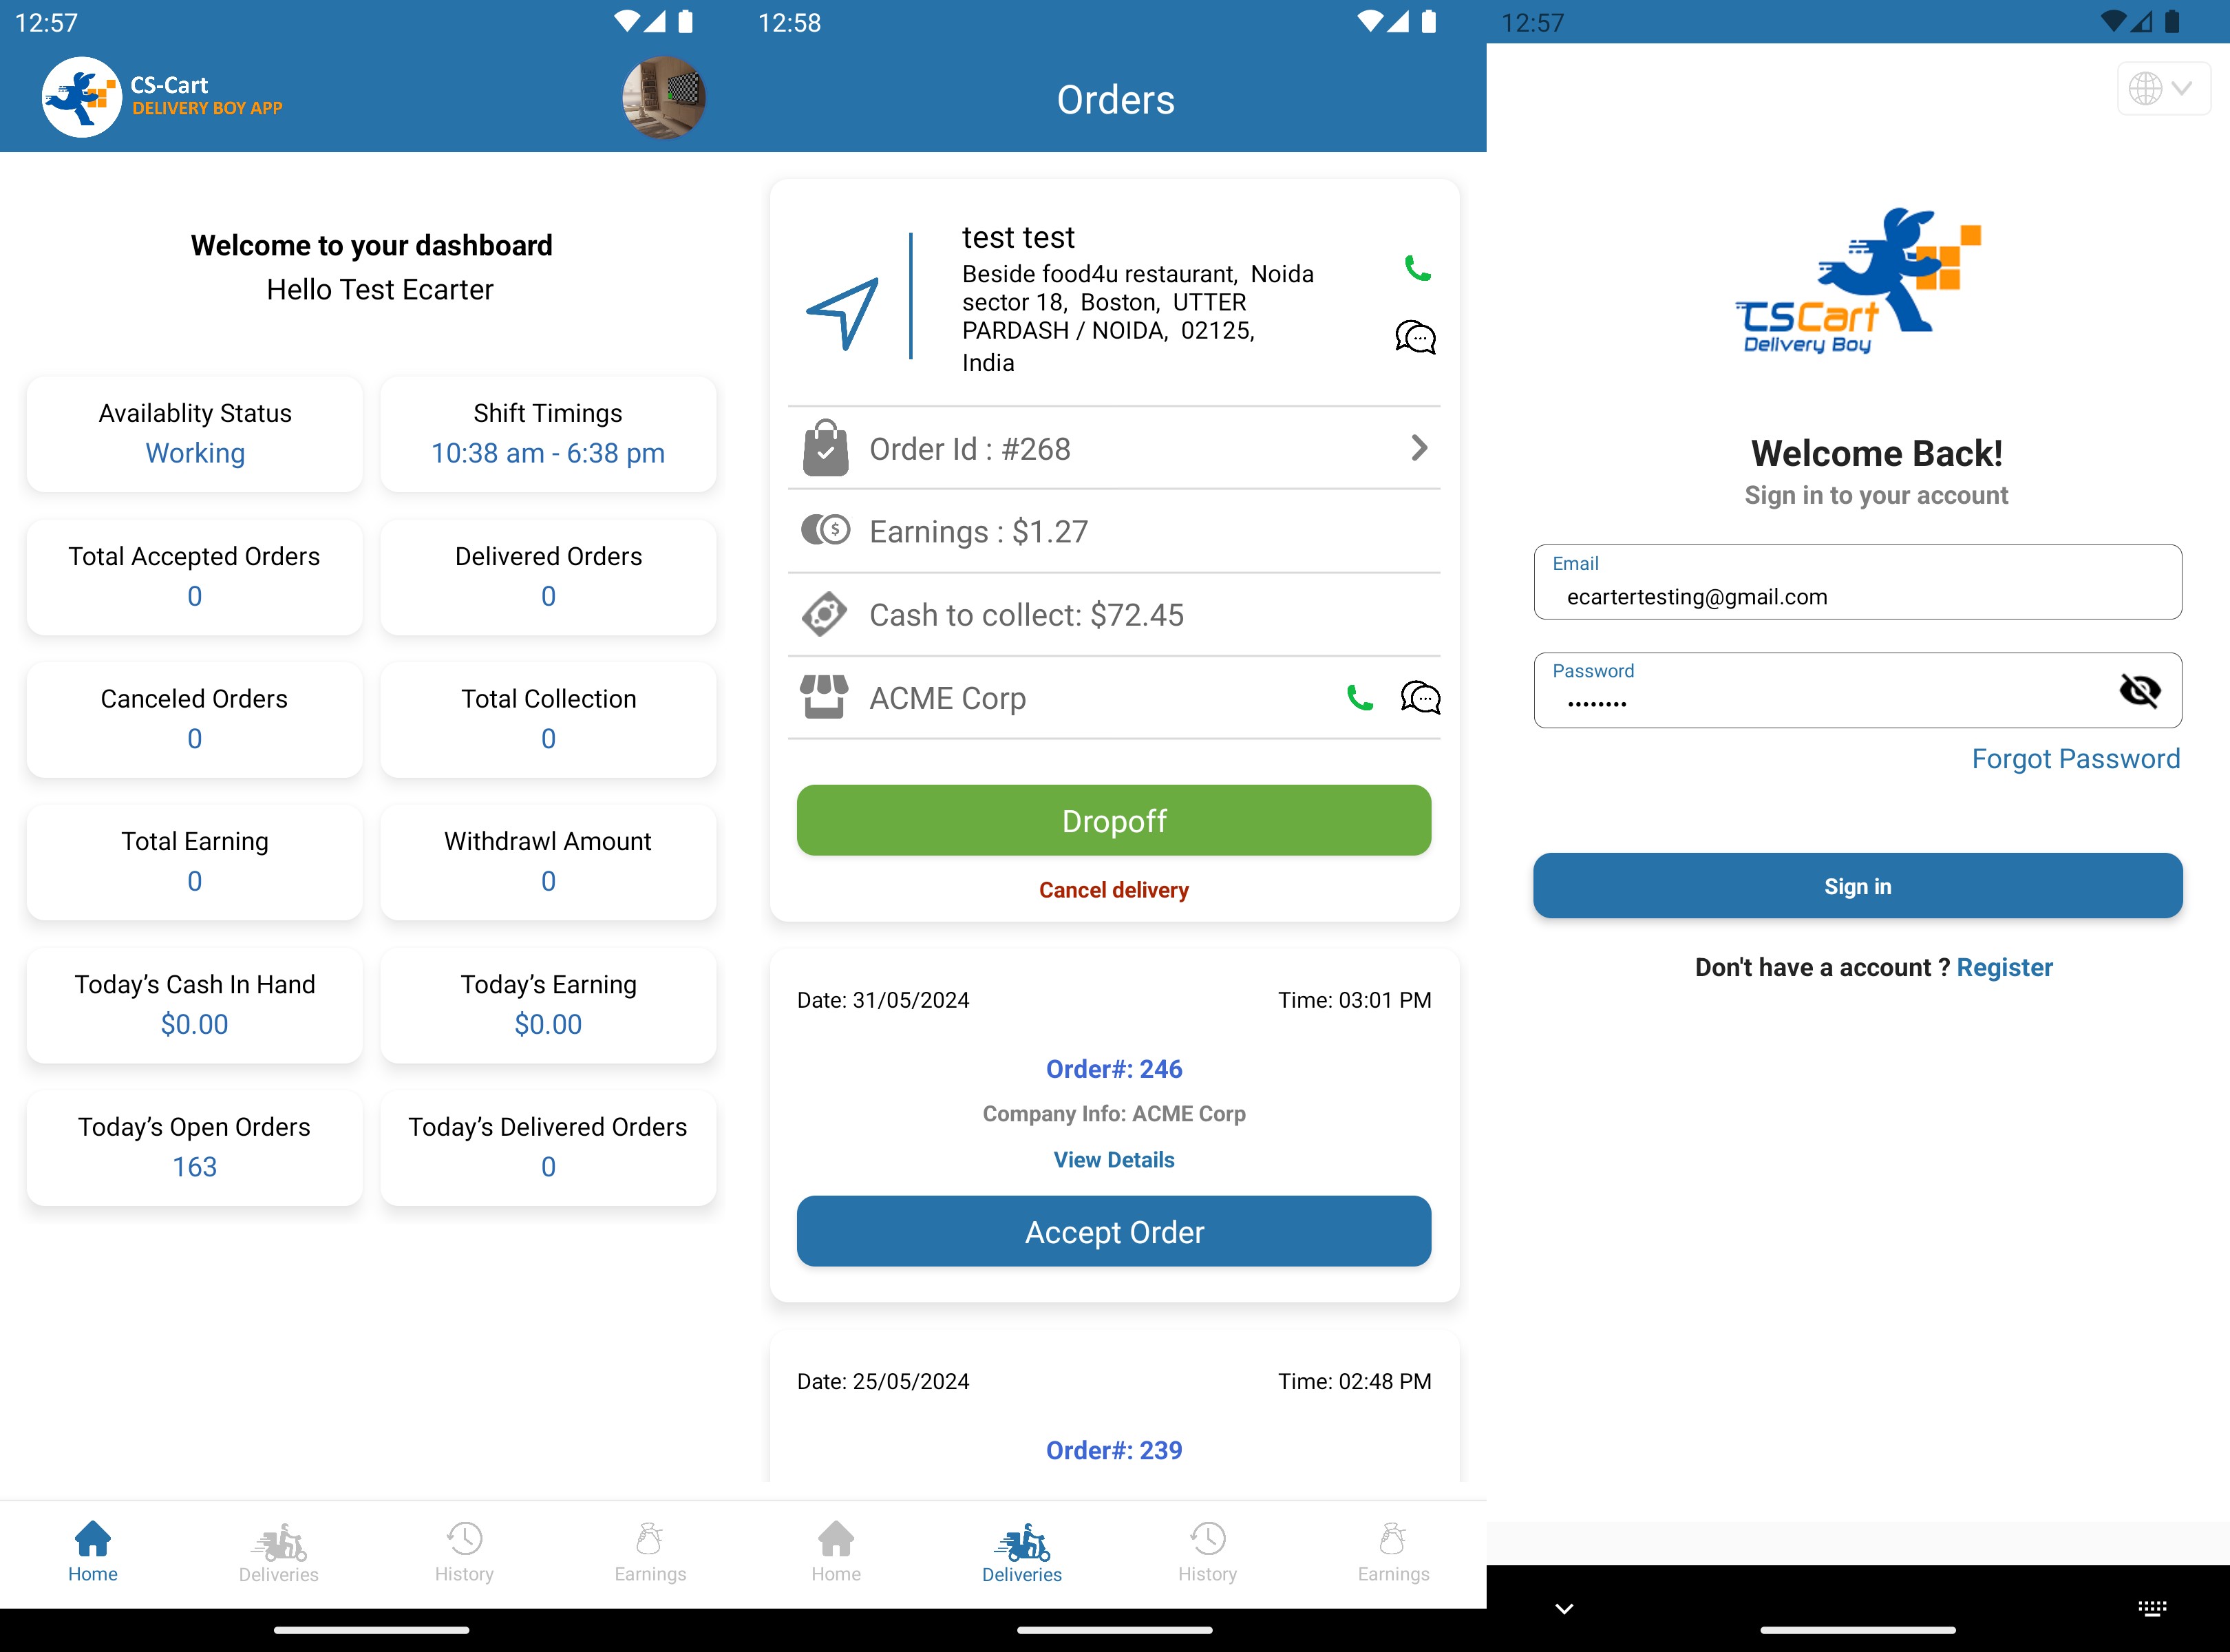 12:57
CS-Cart
DELIVERY BOY APP
Welcome to your dashboard
Hello Test Ecarter
Availablity Status
Working
Shift Timings
10:38 am - 6:38 pm
Total Accepted Orders
0
Delivered Orders
0
Canceled Orders
0
Total Collection
0
Total Earning
0
Withdrawl Amount
0
Today’s Cash In Hand
$0.00
Today’s Earning
$0.00
Today’s Open Orders
163
Today’s Delivered Orders
0
Home
Deliveries
History
Earnings
12:58
Orders
test test
Beside food4u restaurant, Noida
sector 18, Boston, UTTER
PARDASH / NOIDA, 02125,
India
Order Id : #268
Earnings : $1.27
Cash to collect: $72.45
ACME Corp
Dropoff
Cancel delivery
Date: 31/05/2024
Time: 03:01 PM
Order#: 246
Company Info: ACME Corp
View Details
Accept Order
Date: 25/05/2024
Time: 02:48 PM
Order#: 239
Home
Deliveries
History
Earnings
12:57
CSCart
Delivery Boy
Welcome Back!
Sign in to your account
Email
ecartertesting@gmail.com
Password
••••••••
Forgot Password
Sign in
Don't have a account ? Register